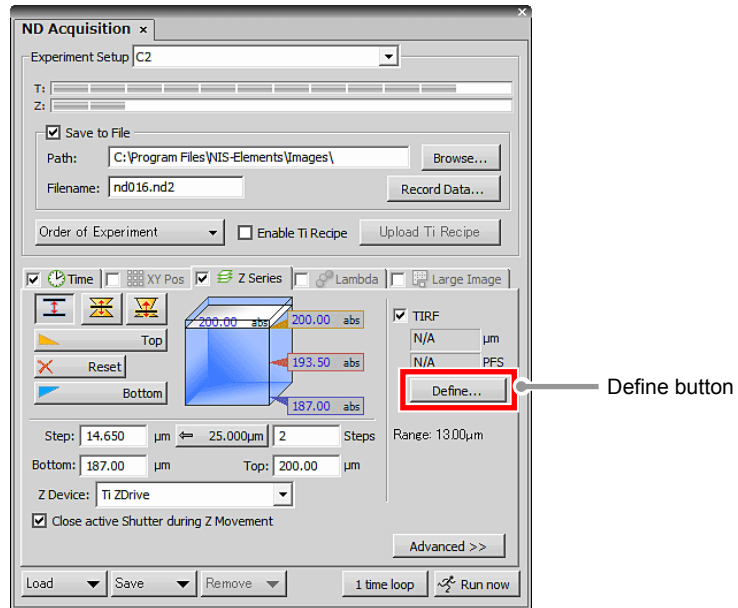 ND Acquisition ×
Experiment Setup C2
T:
Z:
Save to File
Path: C:\Program Files\NIS-Elements\Images\ Browse...
Filename: nd016.nd2 Record Data...
Order of Experiment Enable Ti Recipe Upload Ti Recipe
Time XY Pos Z Series Lambda Large Image
200.00 abs 200.00 abs TIRF
Top N/A µm
Reset 193.50 abs N/A PFS
Bottom 187.00 abs Define... Define button
Step: 14.650 µm 25.000µm 2 Steps Range: 13.00µm
Bottom: 187.00 µm Top: 200.00 µm
Z Device: Ti ZDrive
Close active Shutter during Z Movement
Advanced >>
Load Save Remove 1 time loop Run now